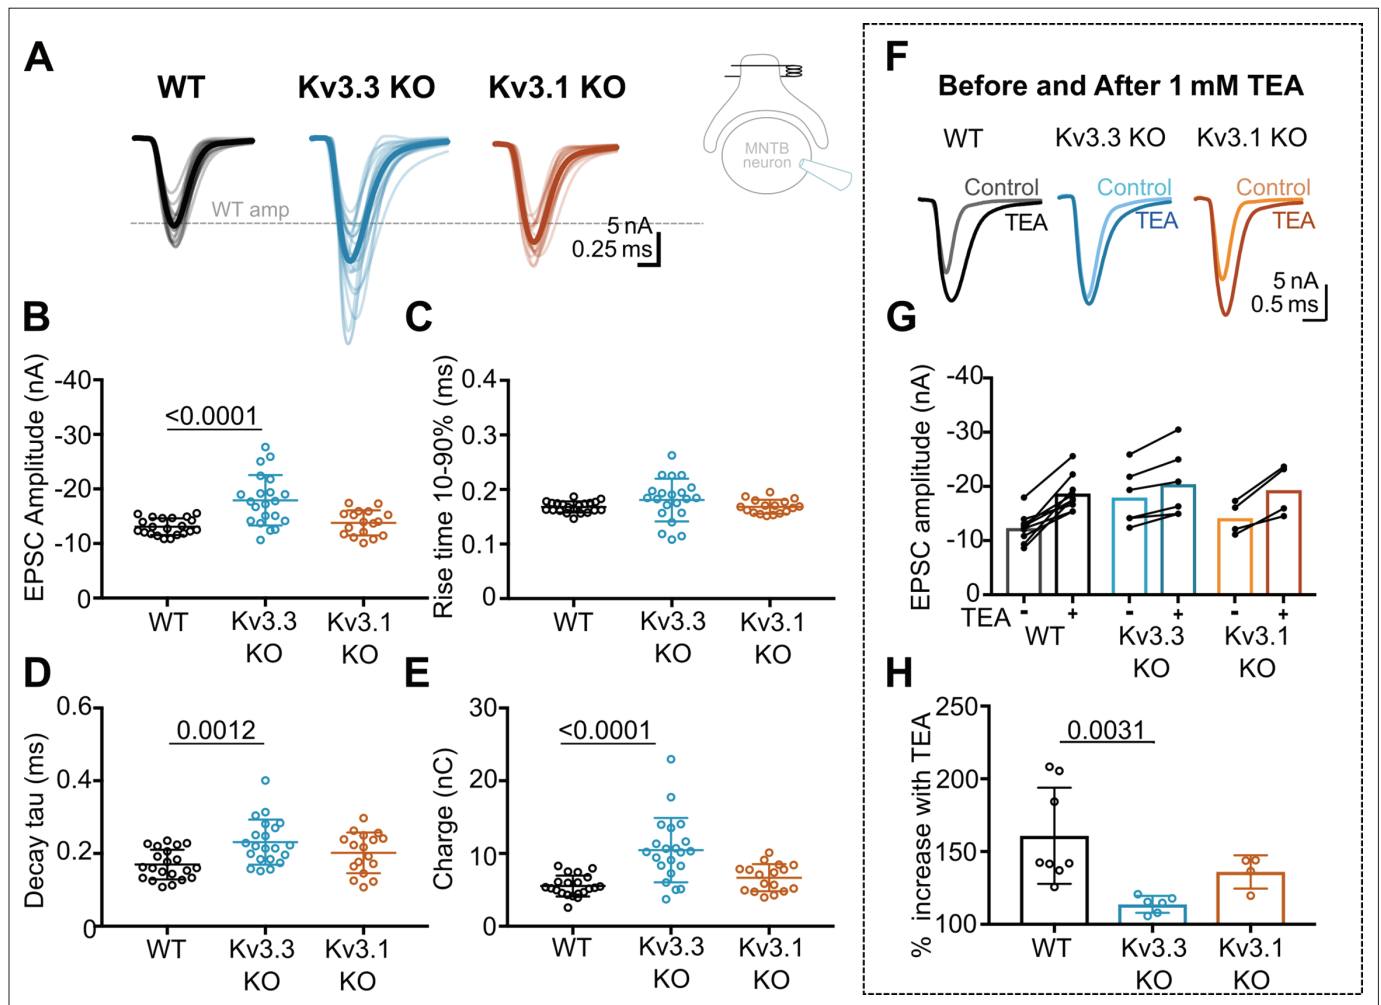 A
WT
Kv3.3 KO
Kv3.1 KO
MNTB
neuron
WT amp
5 nA
0.25 ms
B
EPSC Amplitude (nA)
-40
-30
-20
-10
0
<0.0001
WT
Kv3.3
KO
Kv3.1
KO
C
Rise time 10-90% (ms)
0.4
0.3
0.2
0.1
0
WT
Kv3.3
KO
Kv3.1
KO
D
Decay tau (ms)
0.6
0.4
0.2
0
0.0012
WT
Kv3.3
KO
Kv3.1
KO
E
Charge (nC)
30
20
10
0
<0.0001
WT
Kv3.3
KO
Kv3.1
KO
F
Before and After 1 mM TEA
WT
Kv3.3 KO
Kv3.1 KO
Control
TEA
Control
TEA
Control
TEA
5 nA
0.5 ms
G
EPSC amplitude (nA)
-40
-30
-20
-10
0
TEA - + - + - +
WT
Kv3.3
KO
Kv3.1
KO
H
% increase with TEA
250
200
150
100
0.0031
WT
Kv3.3
KO
Kv3.1
KO